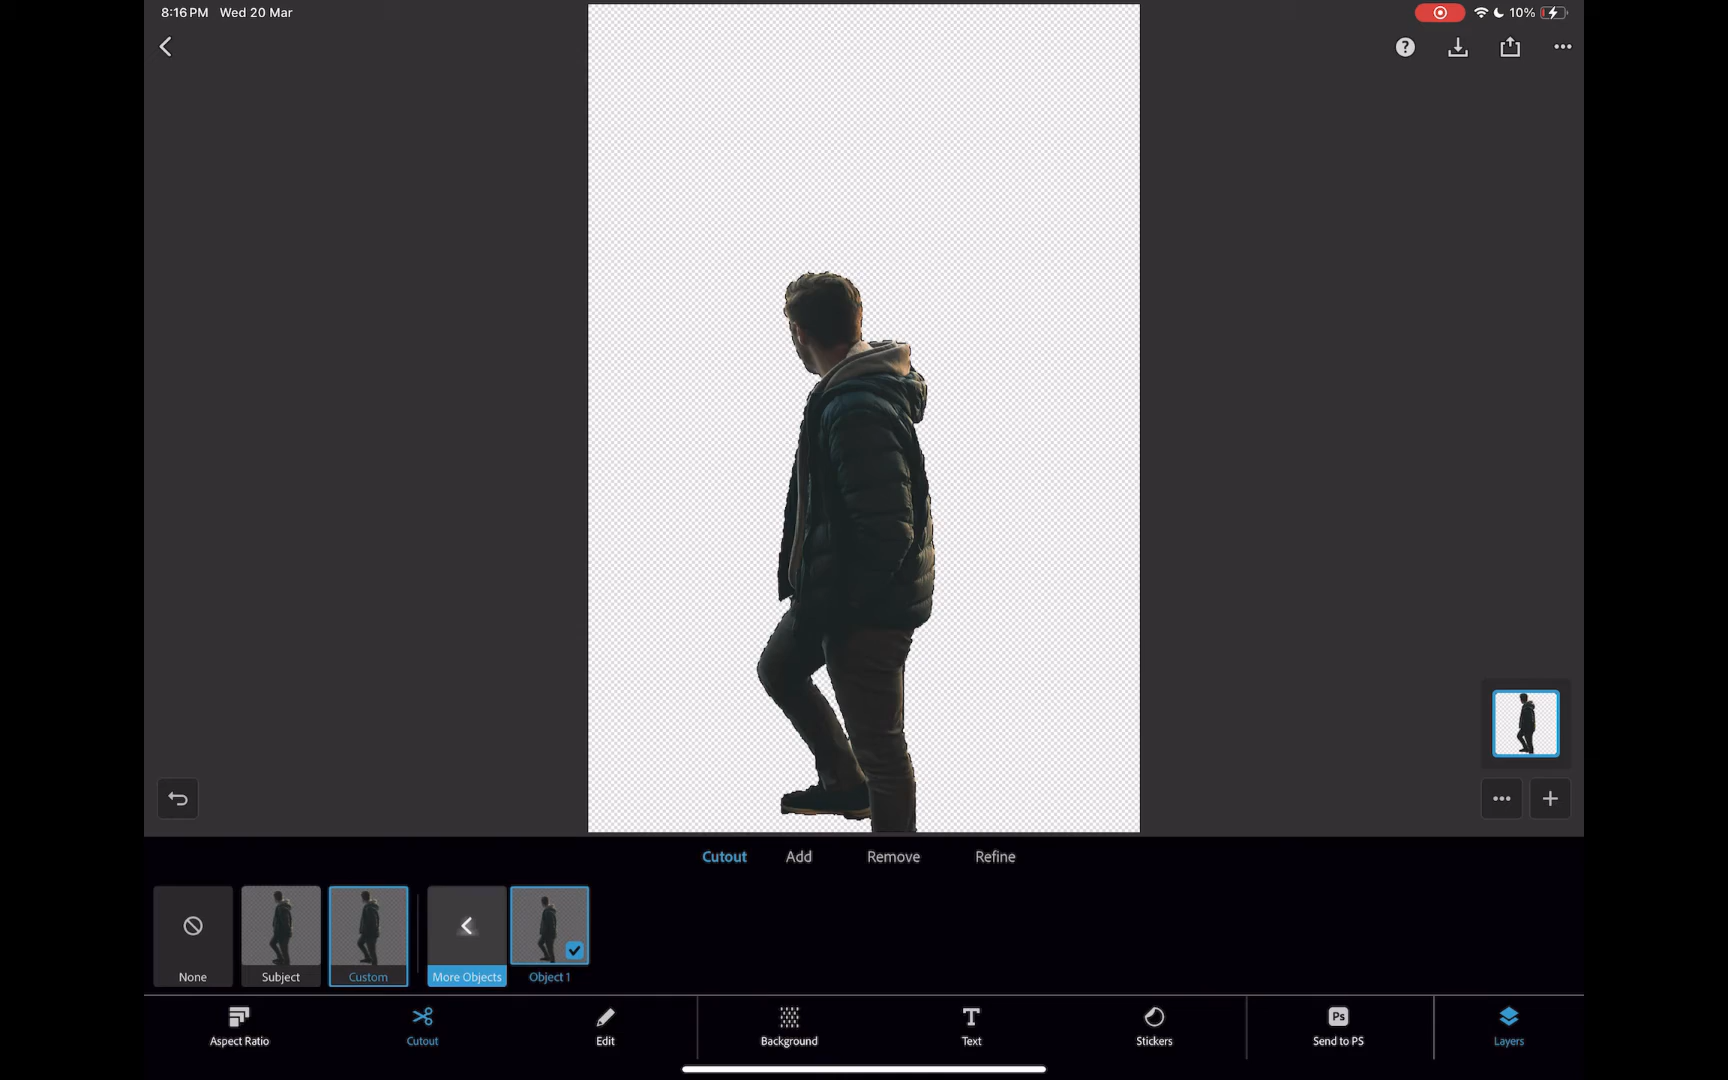 8:16 PM Wed 20 Mar
10%
?
Cutout Add Remove Refine
None Subject Custom More Objects Object 1
Aspect Ratio Cutout Edit Background Text Stickers Ps Send to PS Layers